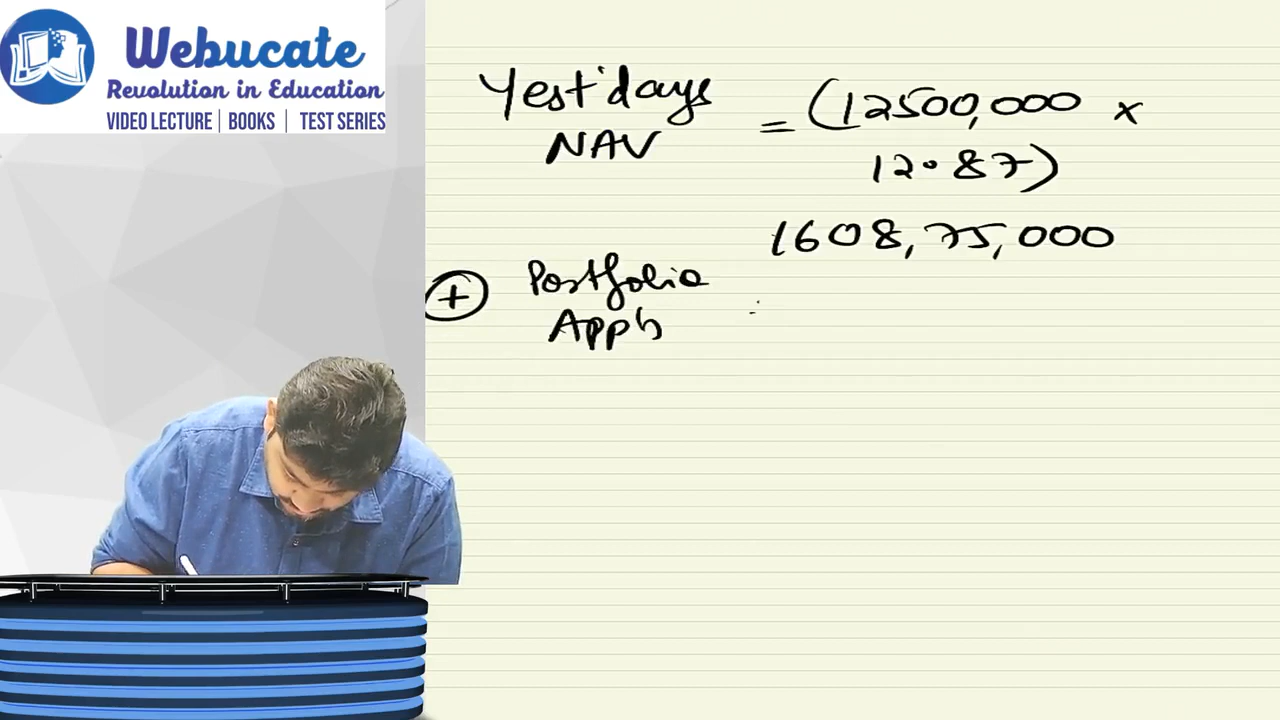 Webucate
Revolution in Education
VIDEO LECTURE | BOOKS | TEST SERIES
Yest'days
NAV
= (12500,000 ×
12.87)
1608,75,000
+ Portfolio